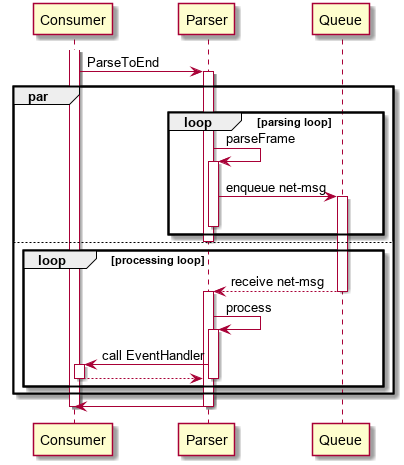 Consumer Parser Queue
ParseToEnd
par
loop [parsing loop]
parseFrame
enqueue net-msg
loop [processing loop]
receive net-msg
process
call EventHandler
Consumer Parser Queue